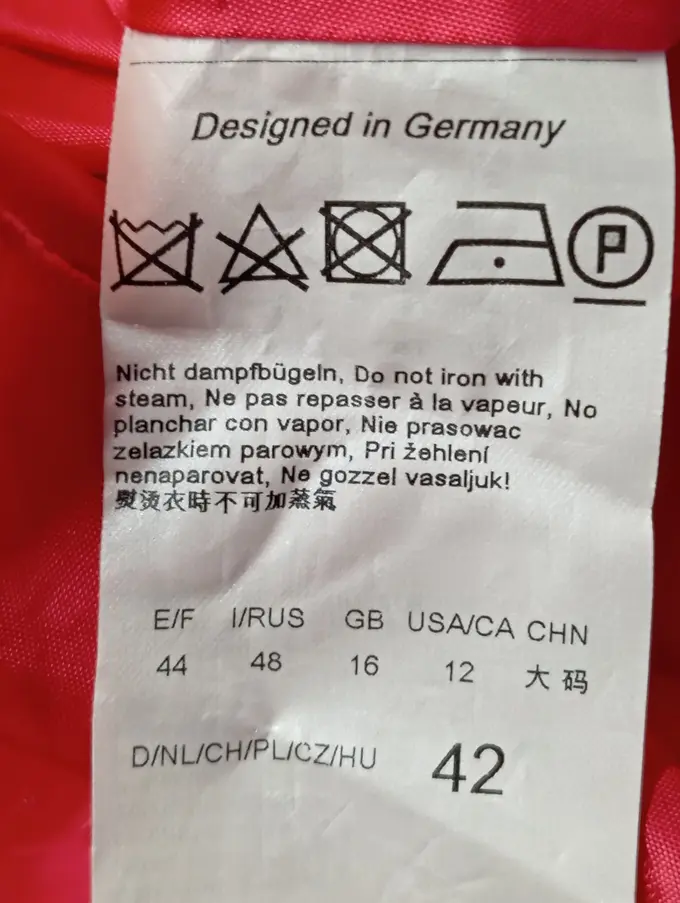 Designed in Germany
P
Nicht dampfbügeln, Do not iron with
steam, Ne pas repasser à la vapeur, No
planchar con vapor, Nie prasowac
zelazkiem parowym, Pri žehlení
nenaparovat, Ne gozzel vasaljuk!
熨燙衣時不可加蒸氣
E/F I/RUS GB USA/CA CHN
44 48 16 12 大码
D/NL/CH/PL/CZ/HU 42